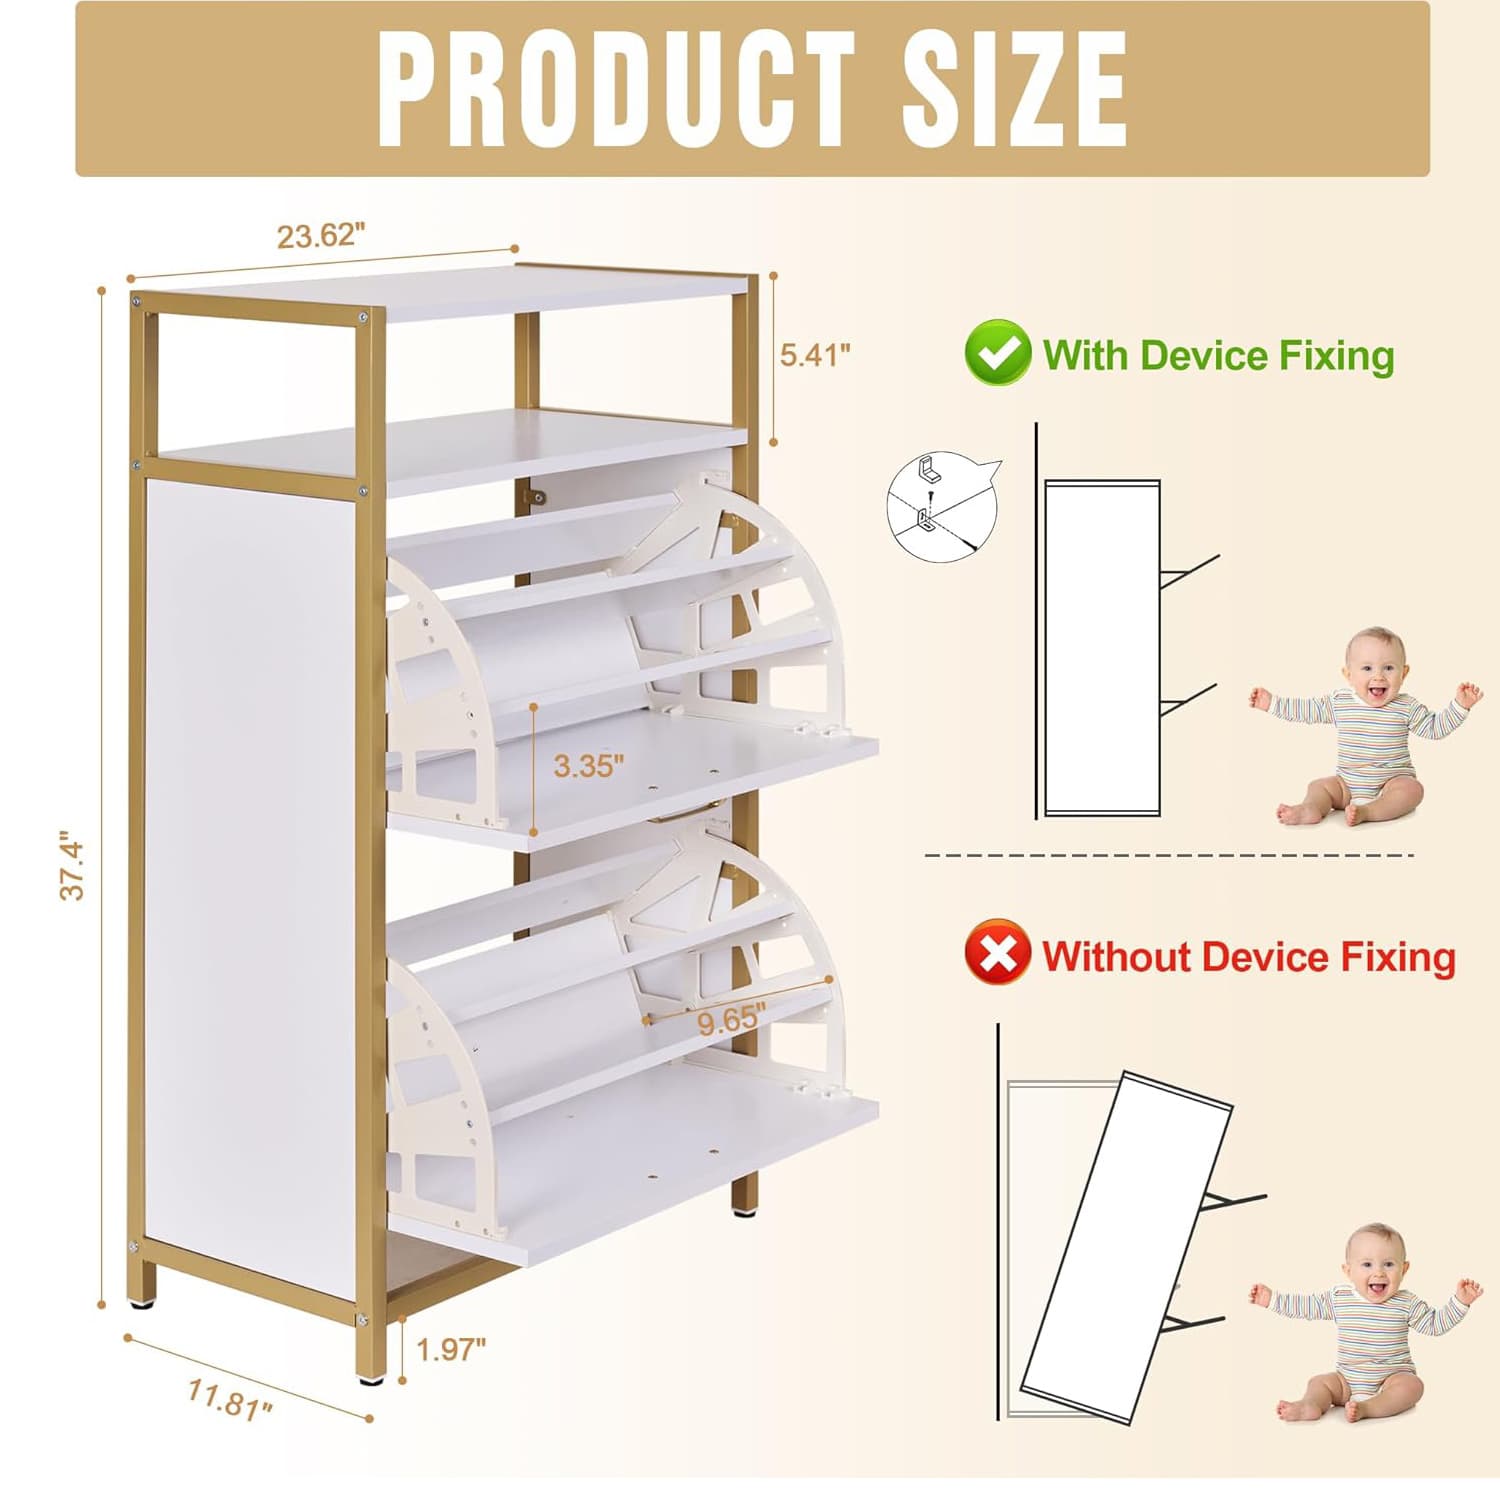 PRODUCT SIZE
23.62"
5.41"
With Device Fixing
3.35"
37.4"
Without Device Fixing
9.65"
1.97"
11.81"